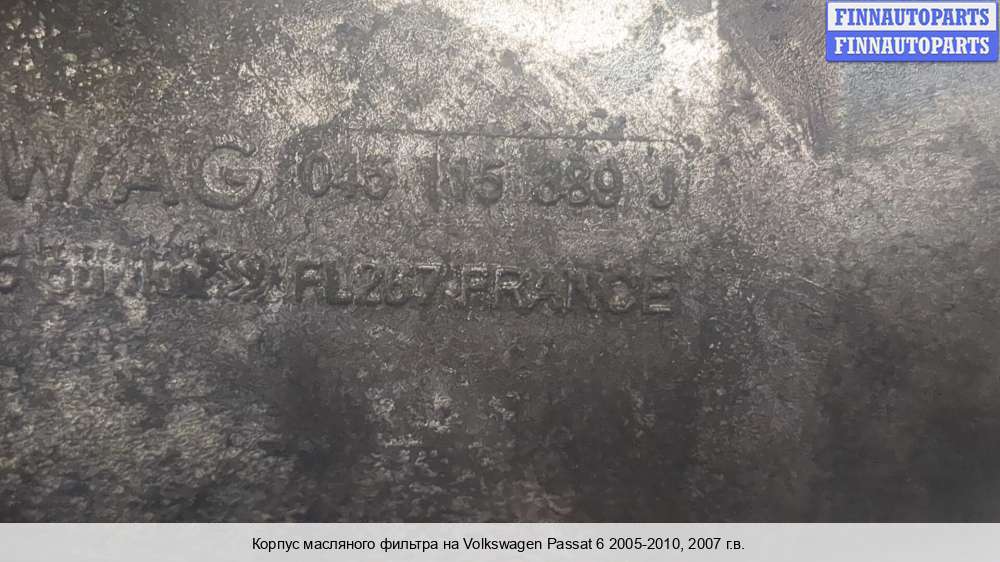 FINNAUTOPARTS
FINNAUTOPARTS
W/AG 045 115 389 J
FL267 FRANCE
Корпус масляного фильтра на Volkswagen Passat 6 2005-2010, 2007 г.в.